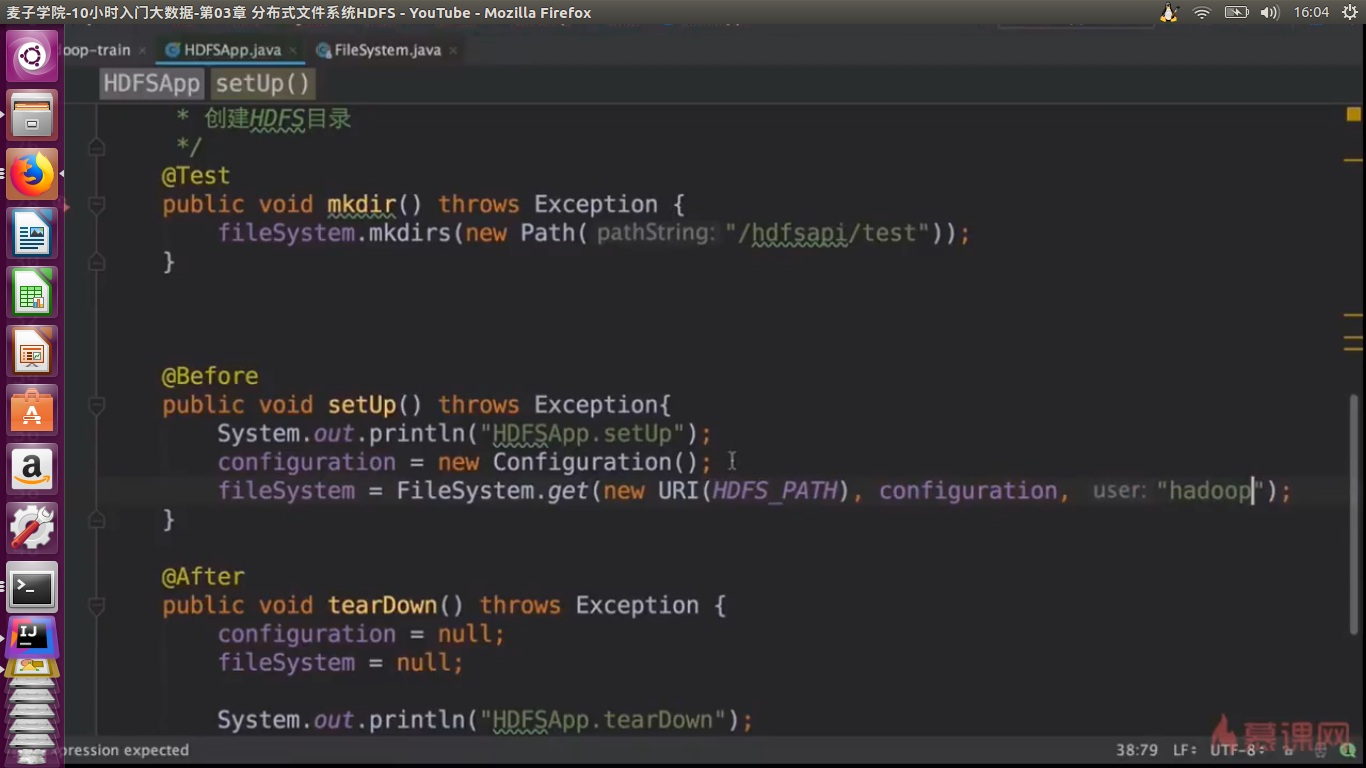 麦子学院-10小时入门大数据-第03章 分布式文件系统HDFS - YouTube - Mozilla Firefox
16:04
oop-train × HDFSApp.java × FileSystem.java ×
HDFSApp setUp()
* 创建HDFS目录
*/
@Test
public void mkdir() throws Exception {
fileSystem.mkdirs(new Path( pathString: "/hdfsapi/test"));
}
@Before
public void setUp() throws Exception{
System.out.println("HDFSApp.setUp");
configuration = new Configuration();
fileSystem = FileSystem.get(new URI(HDFS_PATH), configuration, user: "hadoop");
}
@After
public void tearDown() throws Exception {
configuration = null;
fileSystem = null;
System.out.println("HDFSApp.tearDown");
pression expected
38:79 LF÷ UTF-8÷
慕课网